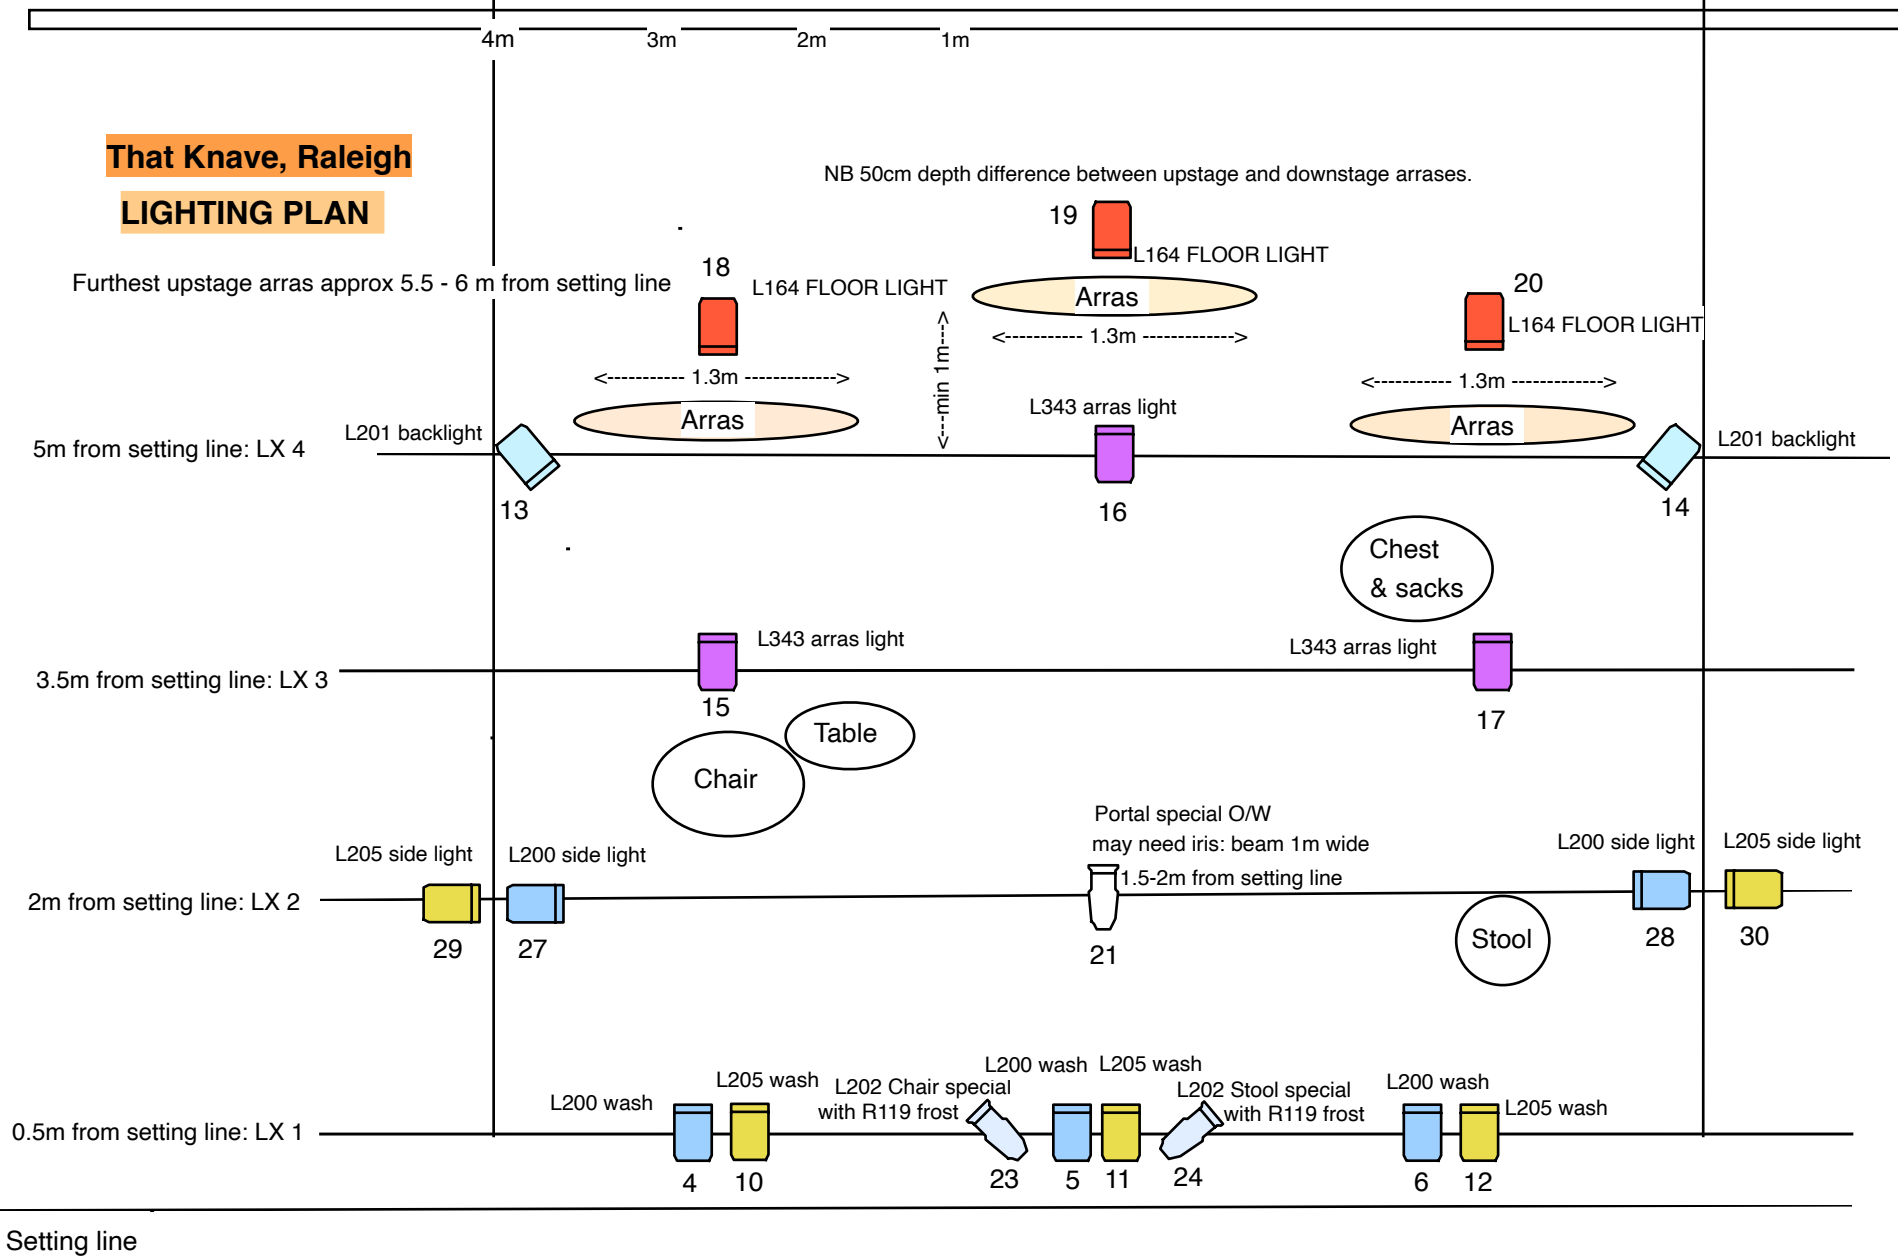 4m
3m
2m
1m
That Knave, Raleigh
LIGHTING PLAN
NB 50cm depth difference between upstage and downstage arrases.
19
L164 FLOOR LIGHT
Furthest upstage arras approx 5.5 - 6 m from setting line
18
L164 FLOOR LIGHT
Arras
20
L164 FLOOR LIGHT
<----------- 1.3m ------------->
<----------- 1.3m ------------->
<---min 1m--->
<----------- 1.3m ------------->
Arras
L343 arras light
Arras
5m from setting line: LX 4
L201 backlight
L201 backlight
13
16
14
Chest
& sacks
L343 arras light
L343 arras light
3.5m from setting line: LX 3
15
17
Table
Chair
Portal special O/W
may need iris: beam 1m wide
1.5-2m from setting line
L205 side light
L200 side light
L200 side light
L205 side light
2m from setting line: LX 2
29
27
21
Stool
28
30
L200 wash
L205 wash
L202 Chair special
with R119 frost
L200 wash
L205 wash
L202 Stool special
with R119 frost
L200 wash
L205 wash
0.5m from setting line: LX 1
4
10
23
5
11
24
6
12
Setting line